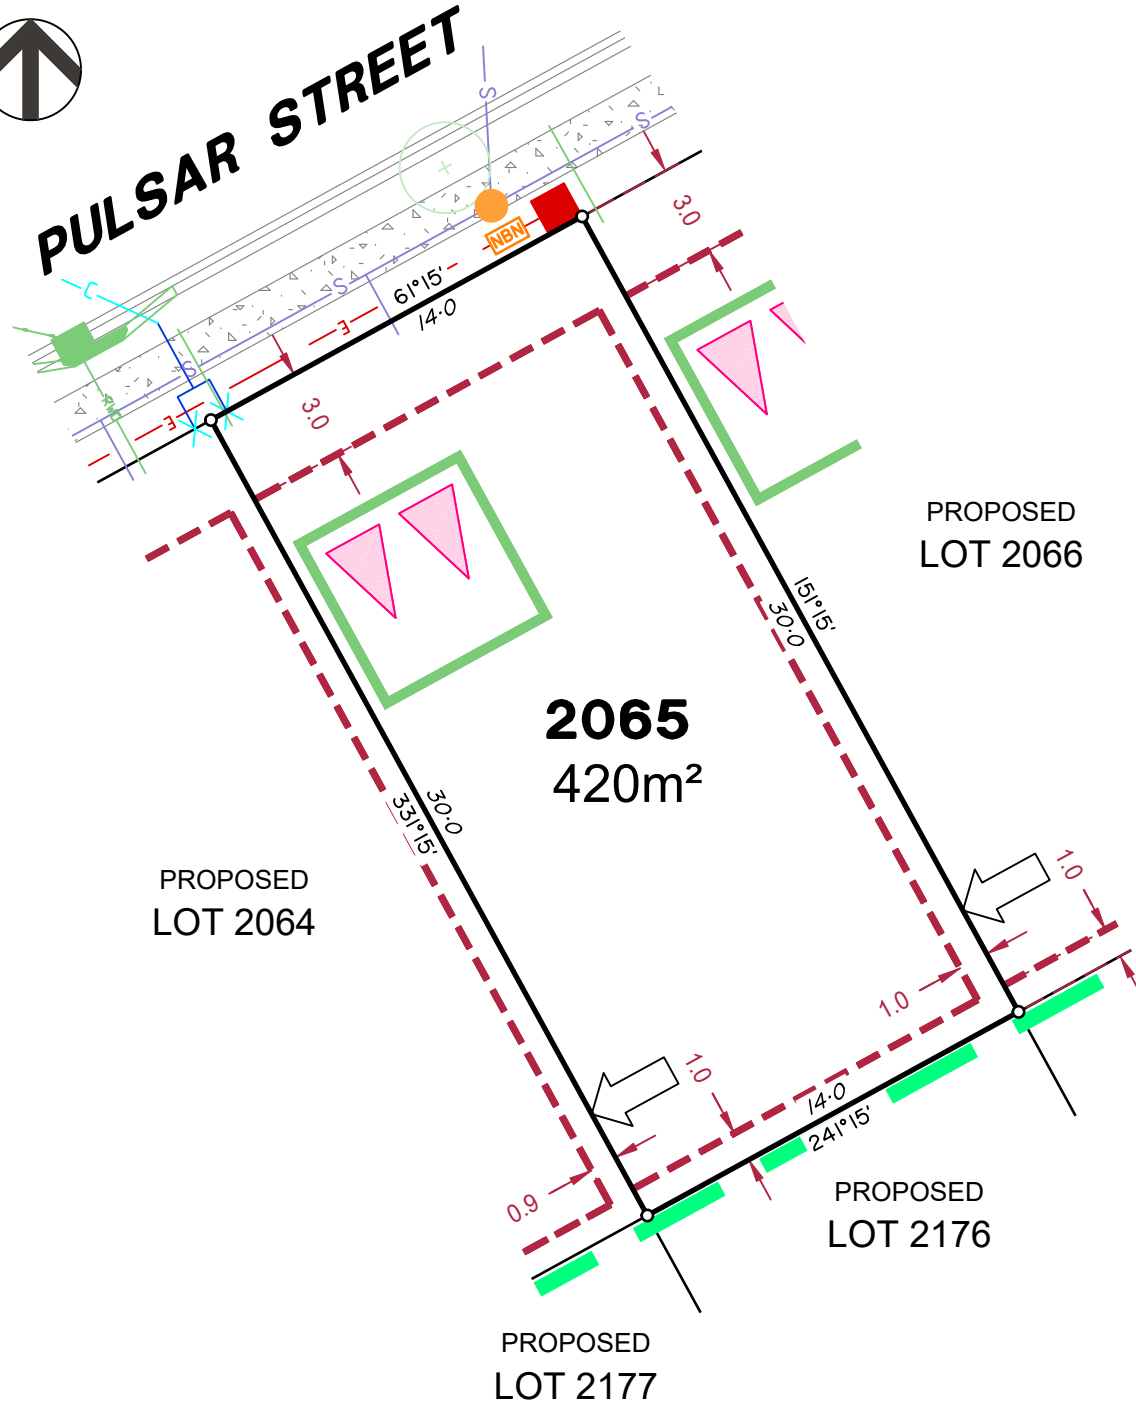 PULSAR STREET
S
S
3.0
NBN
S
61°15'
14·0
E
E
S
RWO
3.0
PROPOSED
LOT 2066
151°15'
30·0
2065
420m²
30·0
331°15'
PROPOSED
LOT 2064
1.0
1.0
1.0
14·0
241°15'
0.9
PROPOSED
LOT 2176
PROPOSED
LOT 2177